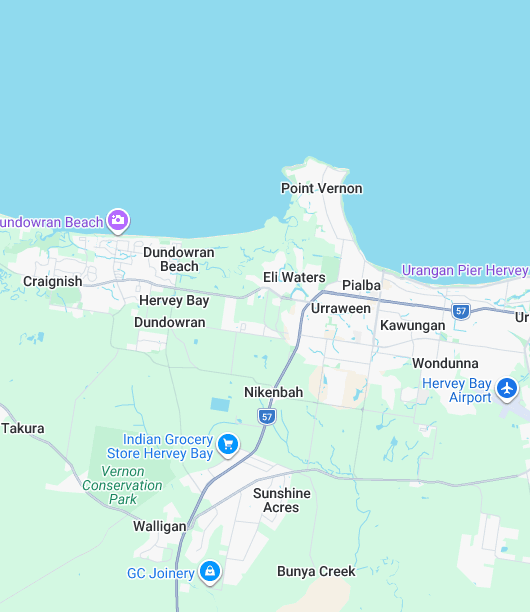 Point Vernon
undowran Beach
Dundowran
Beach
Urangan Pier Hervey
Eli Waters
Craignish
Pialba
Hervey Bay
Urraween
57
Ur
Dundowran
Kawungan
Wondunna
Hervey Bay
Airport
Nikenbah
57
Takura
Indian Grocery
Store Hervey Bay
Vernon
Conservation
Park
Sunshine
Acres
Walligan
GC Joinery
Bunya Creek